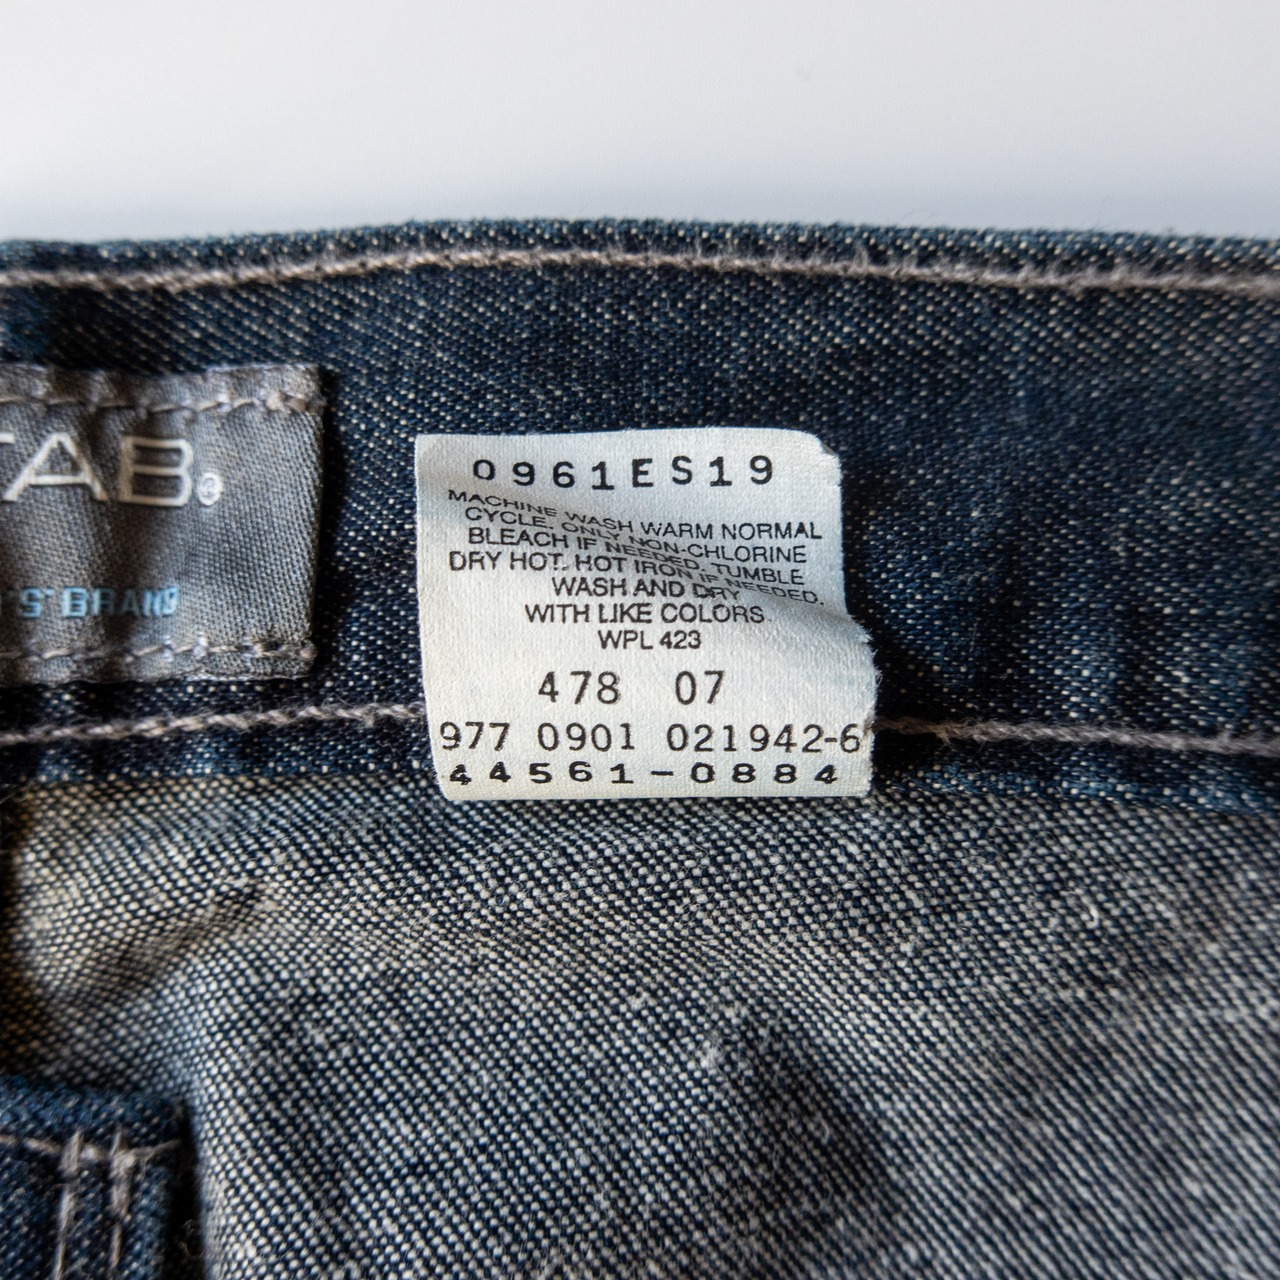 TAB.®
S® BRAND
0961ES19
MACHINE WASH WARM NORMAL
CYCLE. ONLY NON-CHLORINE
BLEACH IF NEEDED. TUMBLE
DRY HOT. HOT IRON IF NEEDED.
WASH AND DRY
WITH LIKE COLORS.
WPL 423
478 07
977 0901 021942-6
44561-0884